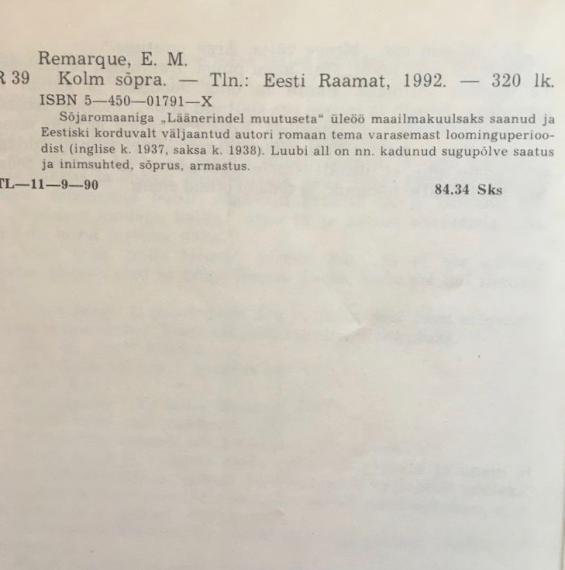 Remarque, E. M.
R 39 Kolm sõpra. — Tln.: Eesti Raamat, 1992. — 320 lk.
ISBN 5—450—01791—X
Sõjaromaaniga „Läänerindel muutuseta“ üleöö maailmakuulsaks saanud ja
Eestiski korduvalt väljaantud autori romaan tema varasemast loominguperioo-
dist (inglise k. 1937, saksa k. 1938). Luubi all on nn. kadunud sugupõlve saatus
ja inimsuhted, sõprus, armastus.
TL—11—9—90 84.34 Sks